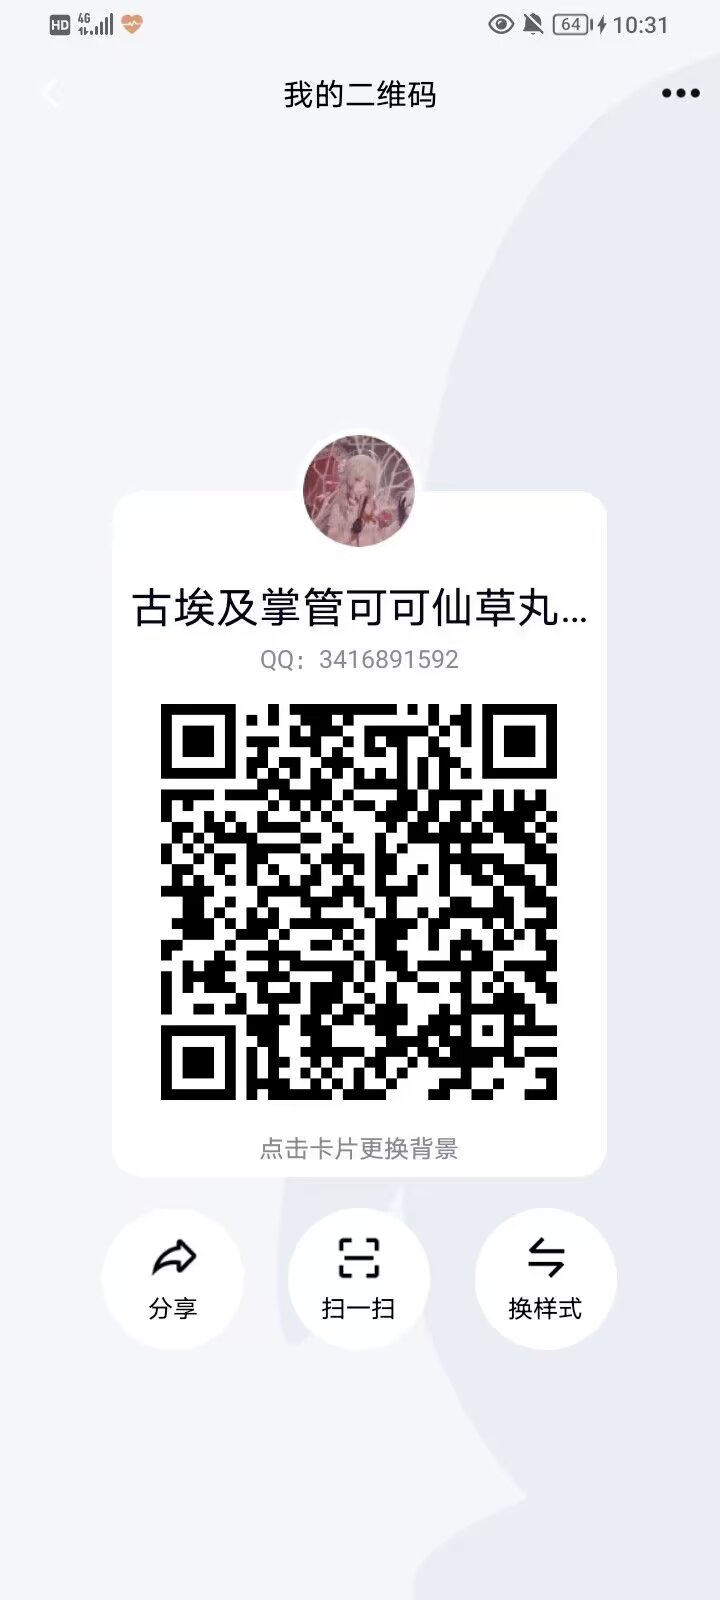 HD 4G 64 10:31
我的二维码
古埃及掌管可可仙草丸...
QQ：3416891592
点击卡片更换背景
分享 扫一扫 换样式